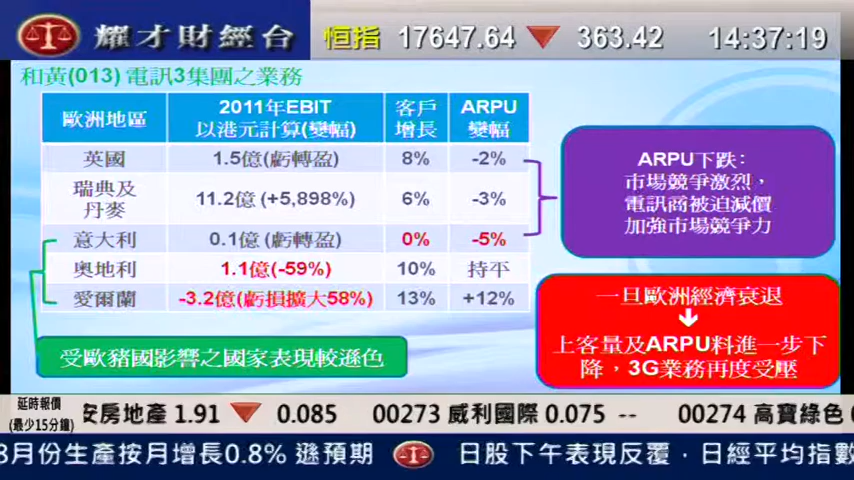 耀才財經台 恒指 17647.64 363.42 14:37:19
和黃(013) 電訊3集團之業務
歐洲地區 2011年EBIT 以港元計算(變幅) 客戶增長 ARPU變幅
英國 1.5億(虧轉盈) 8% -2%
瑞典及丹麥 11.2億 (+5,898%) 6% -3%
意大利 0.1億 (虧轉盈) 0% -5%
奧地利 1.1億(-59%) 10% 持平
愛爾蘭 -3.2億(虧損擴大58%) 13% +12%
ARPU下跌：
市場競爭激烈，
電訊商被迫減價
加強市場競爭力
一旦歐洲經濟衰退
上客量及ARPU料進一步下
降，3G業務再度受壓
受歐豬國影響之國家表現較遜色
延時報價
(最少15分鐘)
安房地產 1.91 0.085 00273 威利國際 0.075 -- 00274 高寶綠色
8月份生產按月增長0.8% 遜預期 日股下午表現反覆，日經平均指數